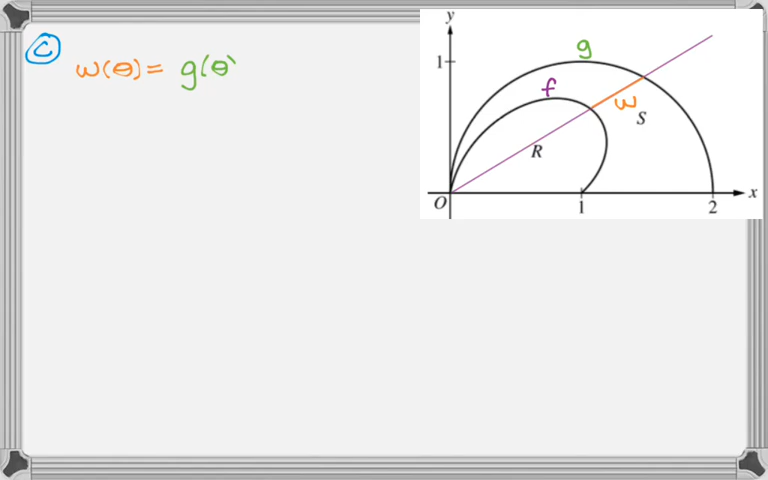 C
w(θ) = g(θ)
y
g
1
f
w
S
R
O
1
2
x